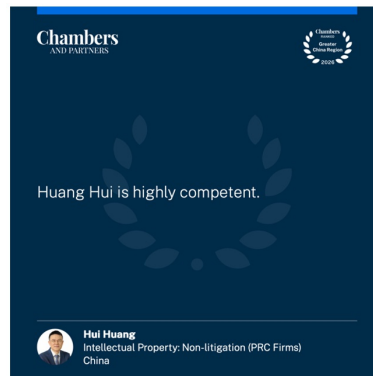 Chambers
AND PARTNERS
Chambers
RANKED
Greater
China Region
2026
Huang Hui is highly competent.
Hui Huang
Intellectual Property: Non-litigation (PRC Firms)
China